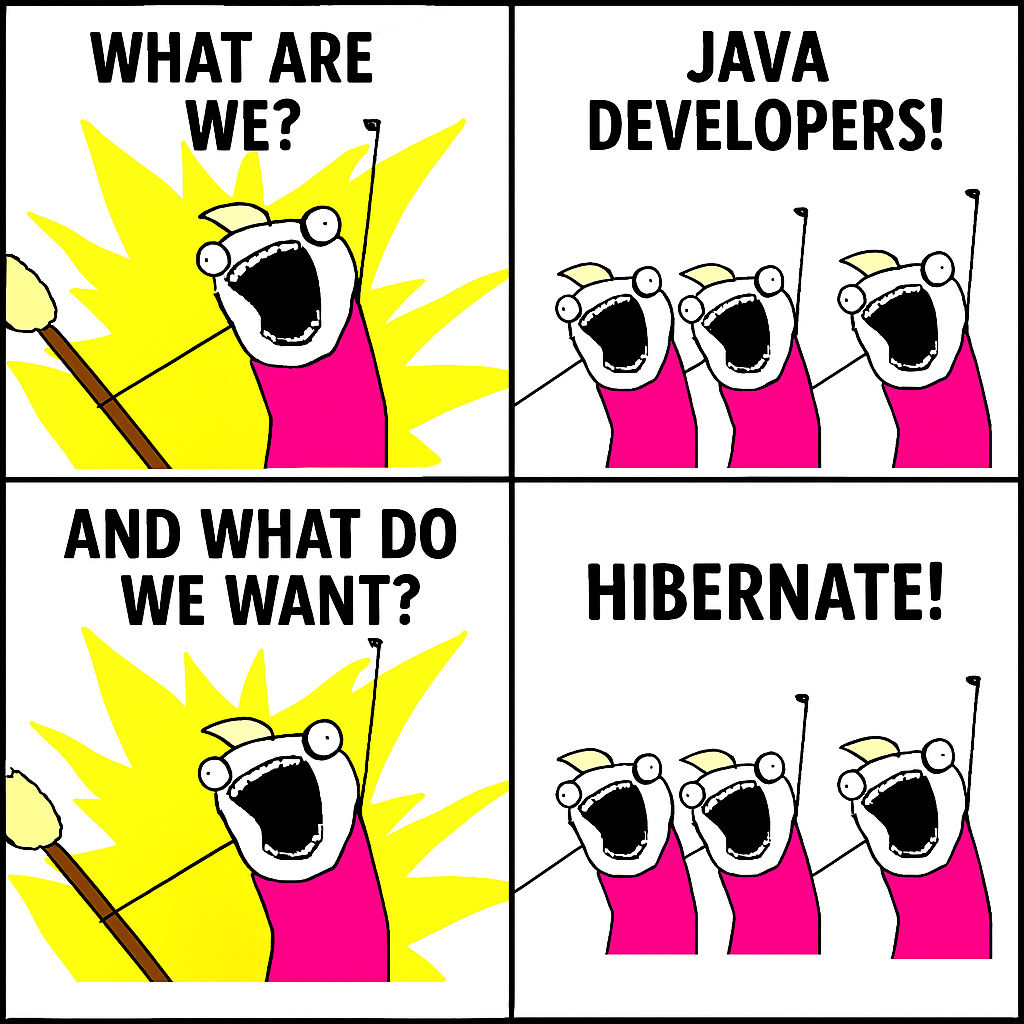 WHAT ARE
WE?
JAVA
DEVELOPERS!
AND WHAT DO
WE WANT?
HIBERNATE!